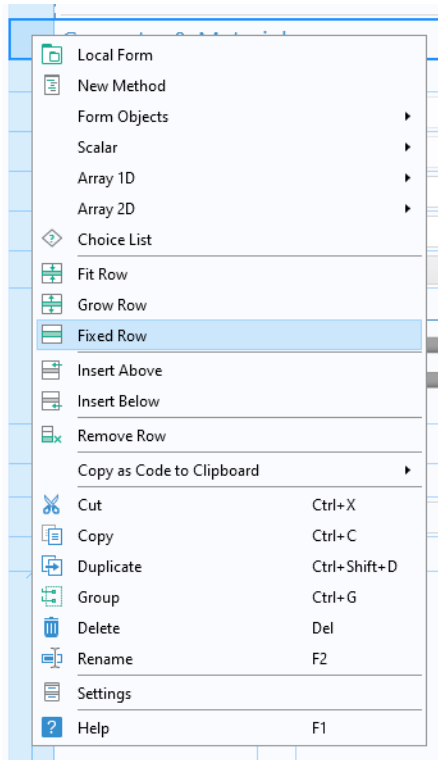 Local Form
New Method
Form Objects
Scalar
Array 1D
Array 2D
Choice List
Fit Row
Grow Row
Fixed Row
Insert Above
Insert Below
Remove Row
Copy as Code to Clipboard
Cut Ctrl+X
Copy Ctrl+C
Duplicate Ctrl+Shift+D
Group Ctrl+G
Delete Del
Rename F2
Settings
Help F1